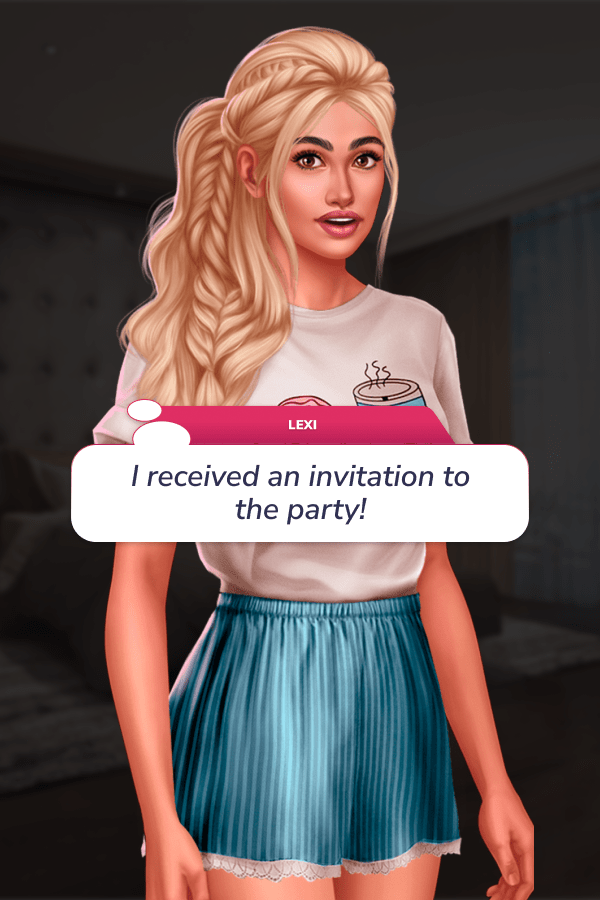 LEXI
I received an invitation to
the party!